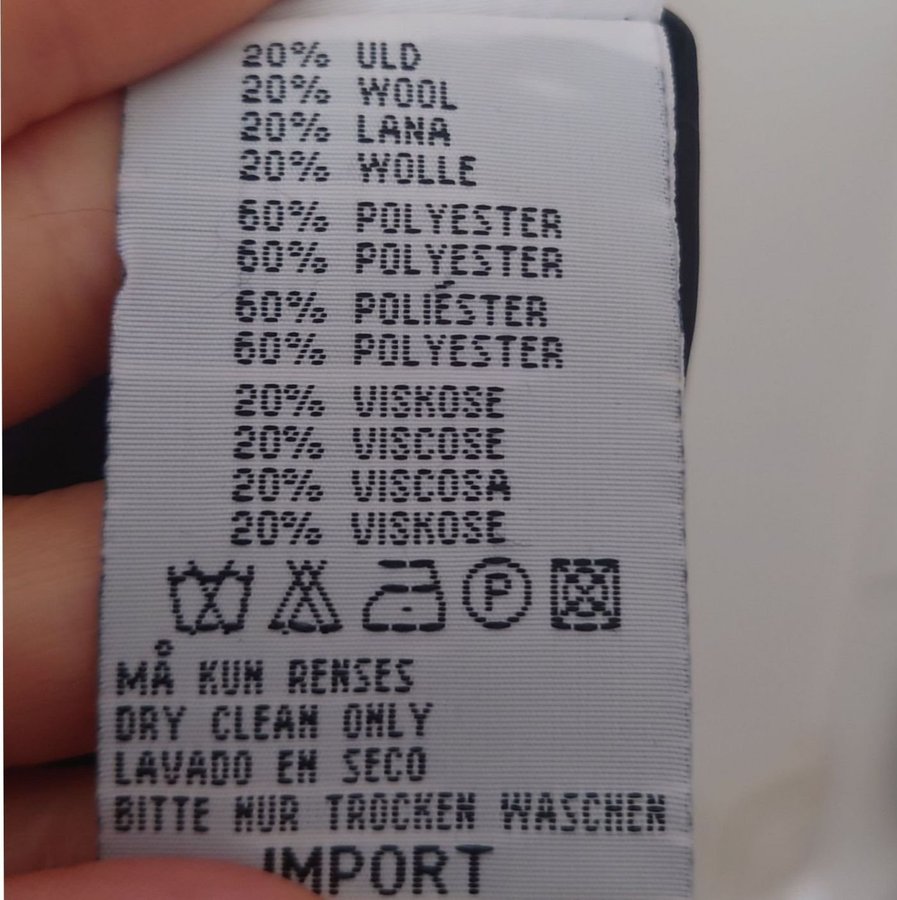 20% ULD
20% WOOL
20% LANA
20% WOLLE
60% POLYESTER
60% POLYESTER
60% POLIÉSTER
60% POLYESTER
20% VISKOSE
20% VISCOSE
20% VISCOSA
20% VISKOSE
P
MÅ KUN RENSES
DRY CLEAN ONLY
LAVADO EN SECO
BITTE NUR TROCKEN WASCHEN
IMPORT